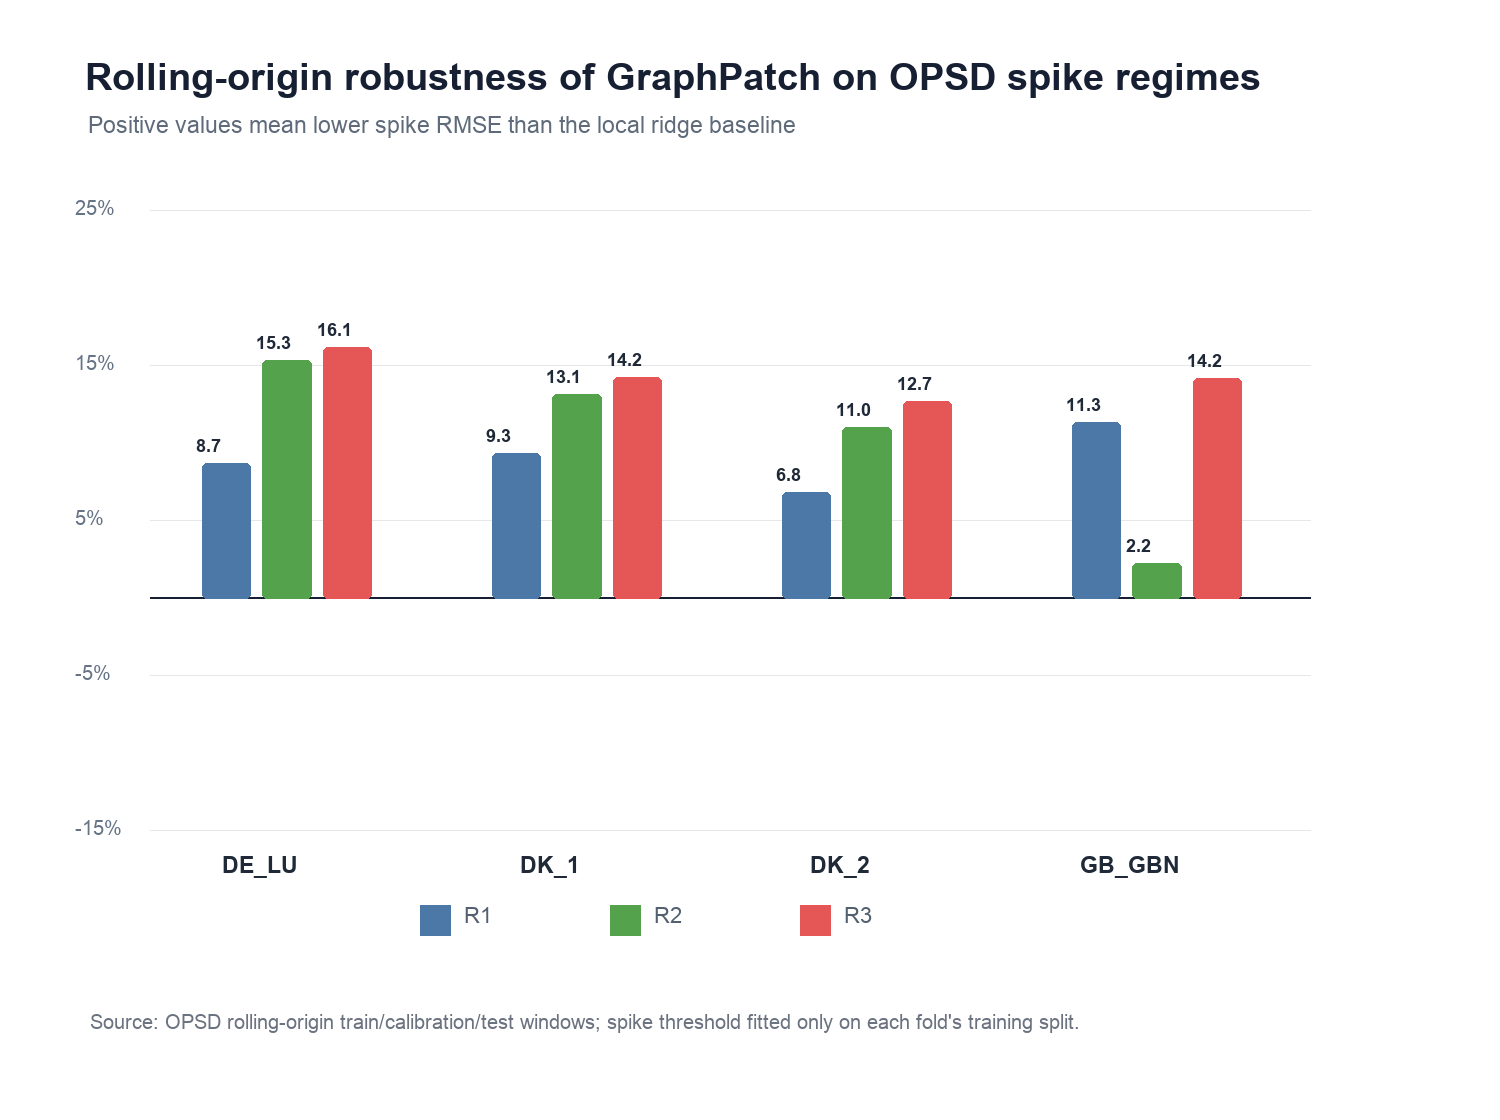 Rolling-origin robustness of GraphPatch on OPSD spike regimes
Positive values mean lower spike RMSE than the local ridge baseline
25%
15%
5%
-5%
-15%
8.7
15.3
16.1
9.3
13.1
14.2
6.8
11.0
12.7
11.3
2.2
14.2
DE_LU
DK_1
DK_2
GB_GBN
R1
R2
R3
Source: OPSD rolling-origin train/calibration/test windows; spike threshold fitted only on each fold's training split.